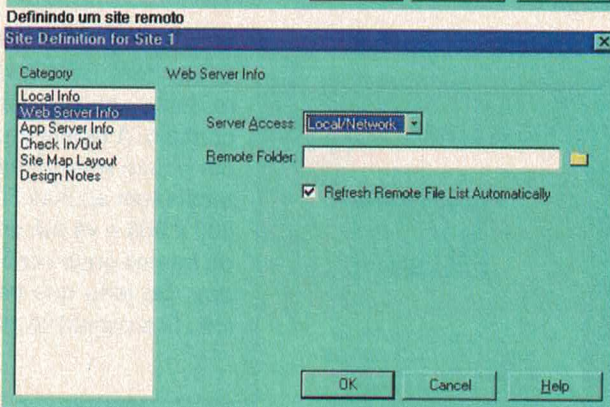 Definindo um site remoto
Site Definition for Site 1
Category
Web Server Info
Local Info
Web Server Info
App Server Info
Check In/Out
Site Map Layout
Design Notes
Server Access:
Local/Network
Remote Folder:
Refresh Remote File List Automatically
OK
Cancel
Help